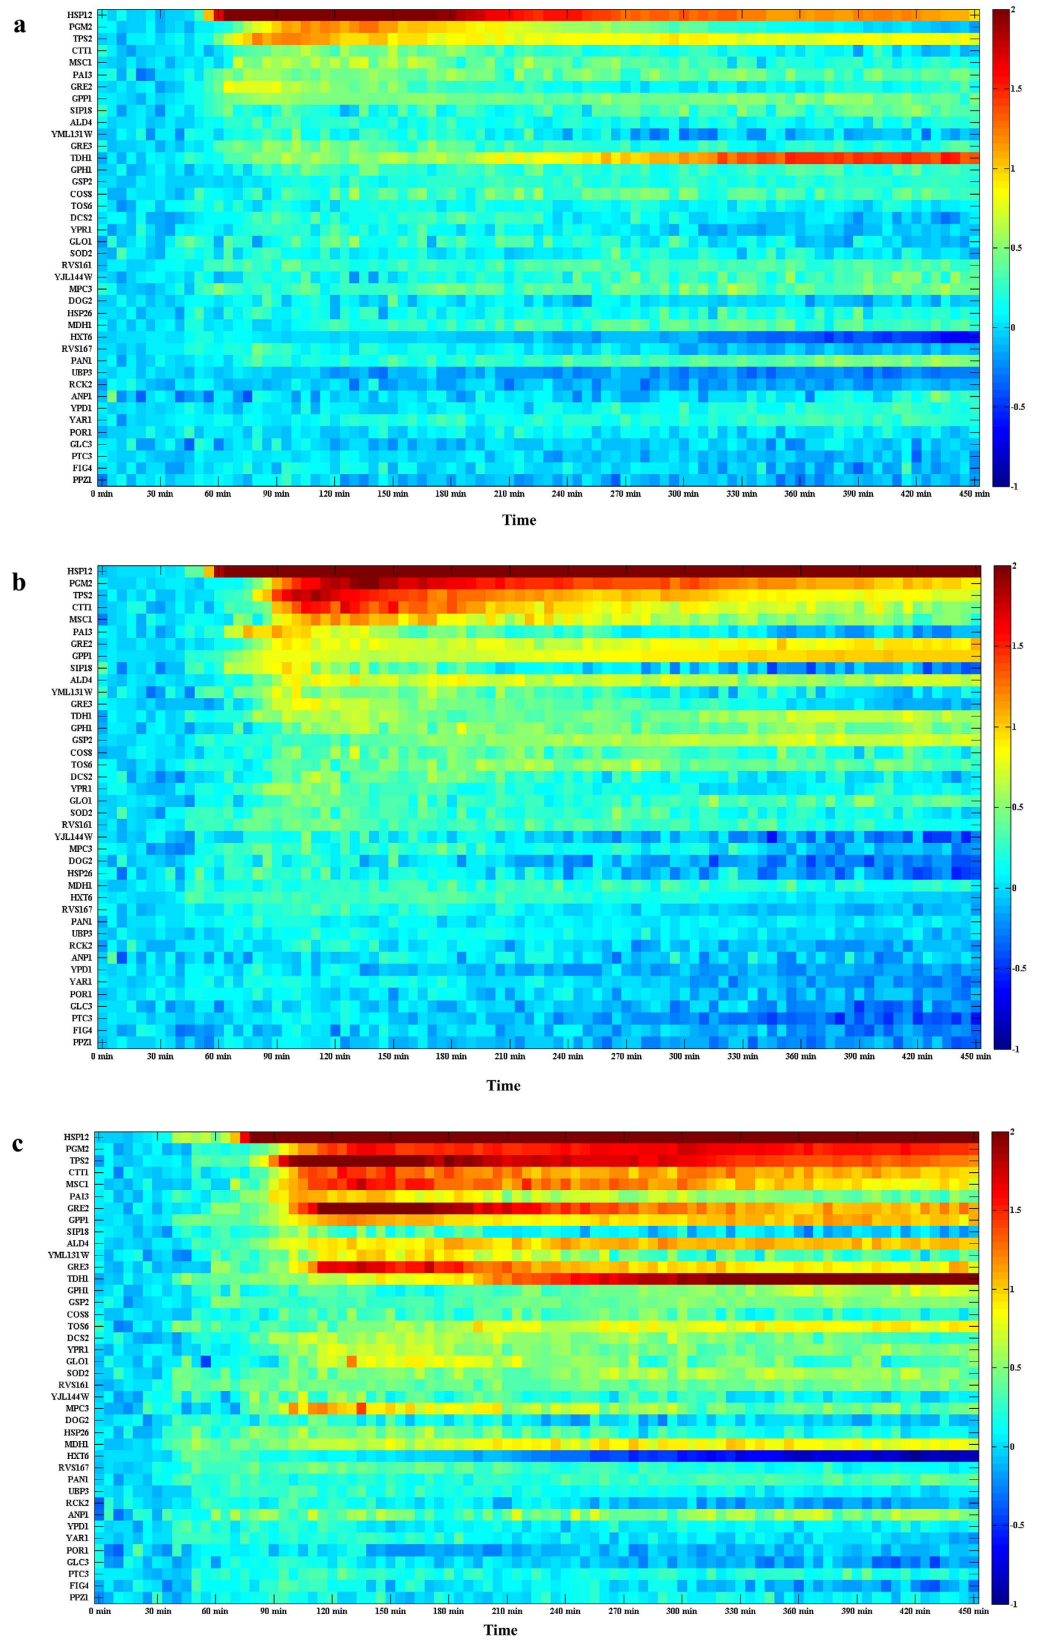 a
HSP12
PGM2
TPS2
CTT1
MSC1
PAI3
GRE2
GPP1
SIP18
ALD4
YML131W
GRE3
TDH1
GPH1
GSP2
COS8
TOS6
DCS2
YPR1
GLO1
SOD2
RVS161
YJL144W
MPC3
DOG2
HSP26
MDH1
HXT6
RVS167
PAN1
UBP3
RCK2
ANP1
YPD1
YAR1
POR1
GLC3
PTC3
FIG4
PPZ1
0 min 30 min 60 min 90 min 120 min 150 min 180 min 210 min 240 min 270 min 300 min 330 min 360 min 390 min 420 min 450 min
Time
2
1.5
1
0.5
0
-0.5
-1
b
HSP12
PGM2
TPS2
CTT1
MSC1
PAI3
GRE2
GPP1
SIP18
ALD4
YML131W
GRE3
TDH1
GPH1
GSP2
COS8
TOS6
DCS2
YPR1
GLO1
SOD2
RVS161
YJL144W
MPC3
DOG2
HSP26
MDH1
HXT6
RVS167
PAN1
UBP3
RCK2
ANP1
YPD1
YAR1
POR1
GLC3
PTC3
FIG4
PPZ1
0 min 30 min 60 min 90 min 120 min 150 min 180 min 210 min 240 min 270 min 300 min 330 min 360 min 390 min 420 min 450 min
Time
2
1.5
1
0.5
0
-0.5
-1
c
HSP12
PGM2
TPS2
CTT1
MSC1
PAI3
GRE2
GPP1
SIP18
ALD4
YML131W
GRE3
TDH1
GPH1
GSP2
COS8
TOS6
DCS2
YPR1
GLO1
SOD2
RVS161
YJL144W
MPC3
DOG2
HSP26
MDH1
HXT6
RVS167
PAN1
UBP3
RCK2
ANP1
YPD1
YAR1
POR1
GLC3
PTC3
FIG4
PPZ1
0 min 30 min 60 min 90 min 120 min 150 min 180 min 210 min 240 min 270 min 300 min 330 min 360 min 390 min 420 min 450 min
Time
2
1.5
1
0.5
0
-0.5
-1